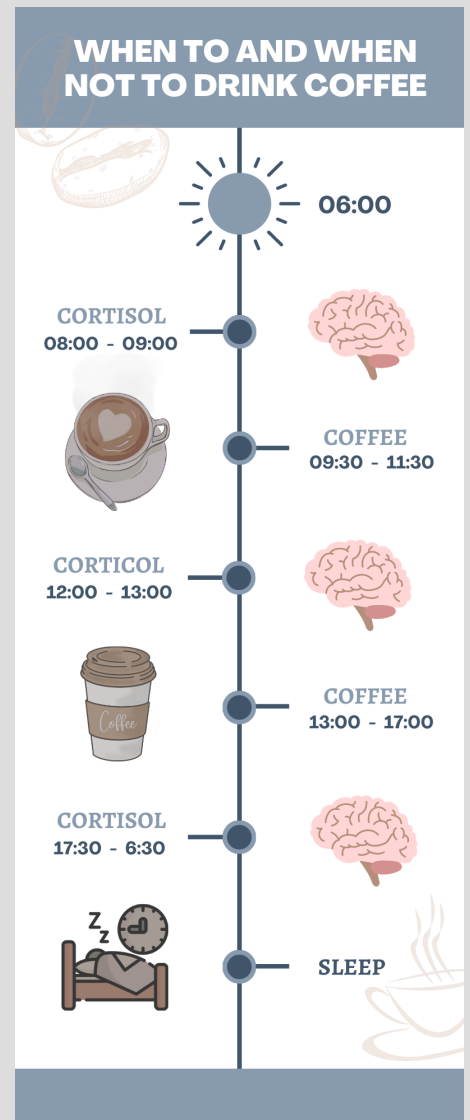 WHEN TO AND WHEN
NOT TO DRINK COFFEE
06:00
CORTISOL
08:00 - 09:00
COFFEE
09:30 - 11:30
CORTICOL
12:00 - 13:00
Coffee
COFFEE
13:00 - 17:00
CORTISOL
17:30 - 6:30
Z
z
SLEEP